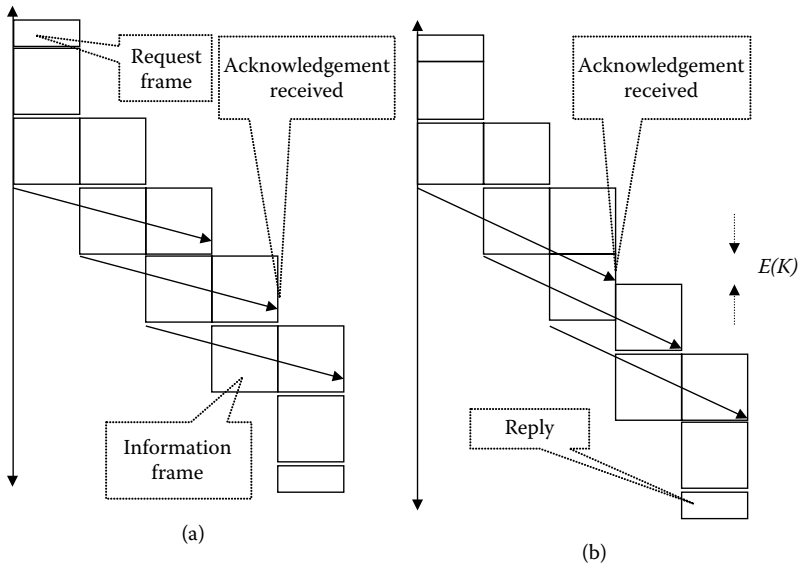 Request
frame
Acknowledgement
received
Information
frame
(a)
Acknowledgement
received
E(K)
Reply
(b)